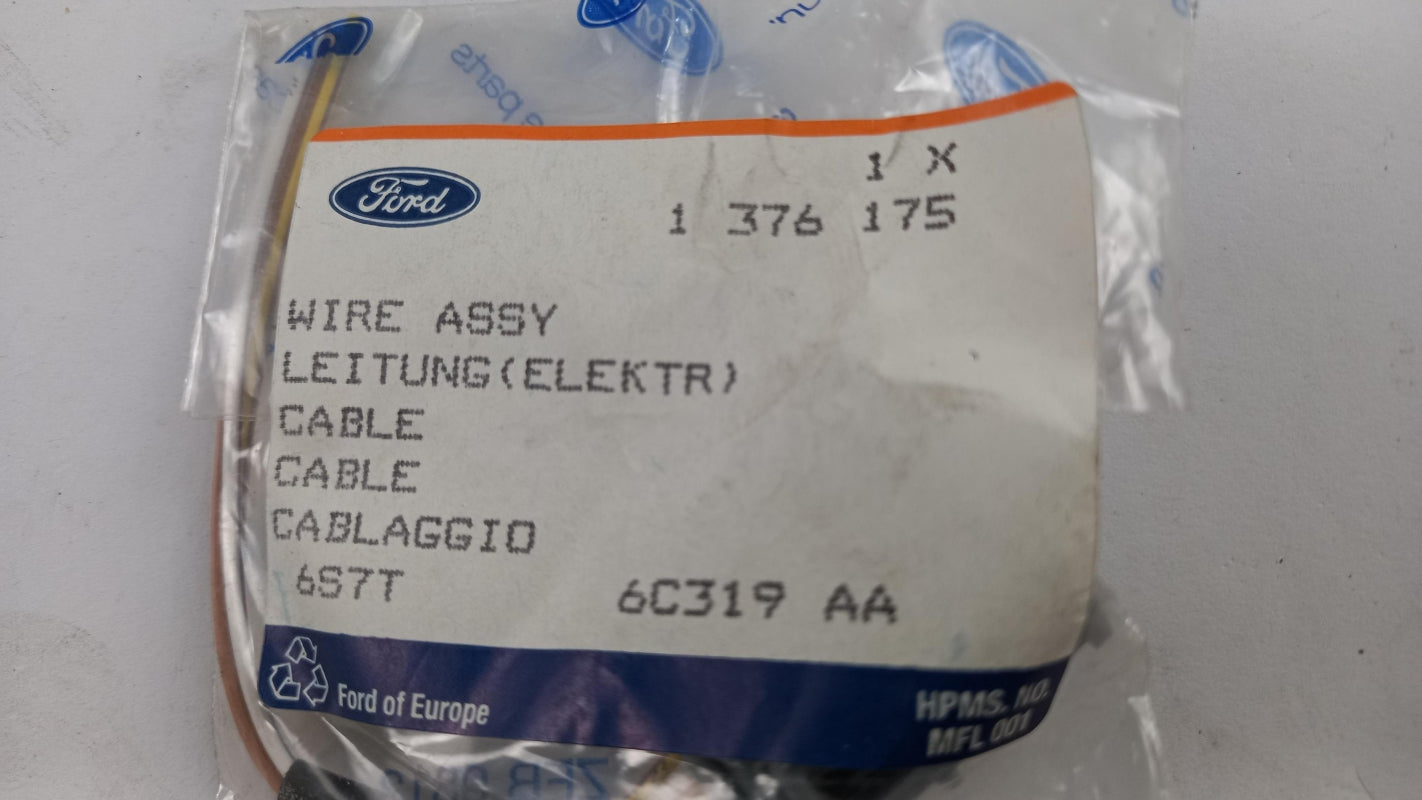 1 X
Ford
1 376 175
WIRE ASSY
LEITUNG(ELEKTR)
CABLE
CABLE
CABLAGGIO
6S7T 6C319 AA
Ford of Europe
HPMS. NO.
MFL 001
parts